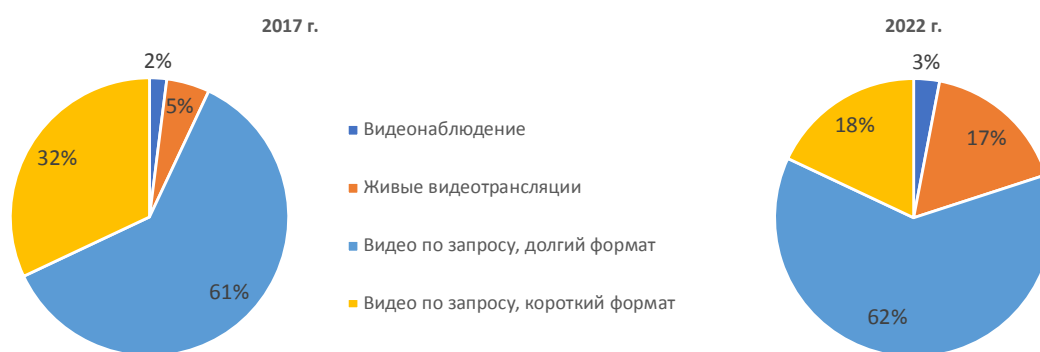 2017 г.
2%
5%
32%
61%
Видеонаблюдение
Живые видеотрансляции
Видео по запросу, долгий формат
Видео по запросу, короткий формат
2022 г.
3%
18%
17%
62%